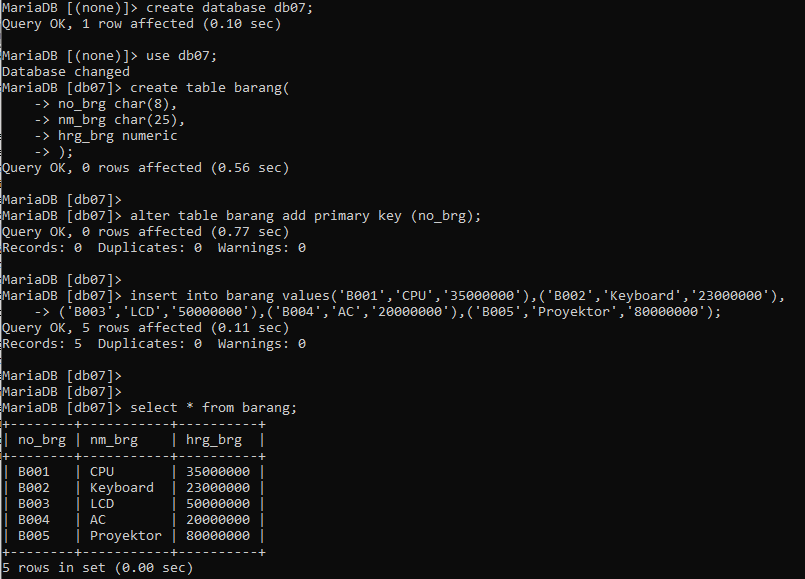 MariaDB [(none)]> create database db07;
Query OK, 1 row affected (0.10 sec)

MariaDB [(none)]> use db07;
Database changed
MariaDB [db07]> create table barang(
    -> no_brg char(8),
    -> nm_brg char(25),
    -> hrg_brg numeric
    -> );
Query OK, 0 rows affected (0.56 sec)

MariaDB [db07]>
MariaDB [db07]> alter table barang add primary key (no_brg);
Query OK, 0 rows affected (0.77 sec)
Records: 0  Duplicates: 0  Warnings: 0

MariaDB [db07]>
MariaDB [db07]> insert into barang values('B001','CPU','35000000'),('B002','Keyboard','23000000'),
    -> ('B003','LCD','50000000'),('B004','AC','20000000'),('B005','Proyektor','80000000');
Query OK, 5 rows affected (0.11 sec)
Records: 5  Duplicates: 0  Warnings: 0

MariaDB [db07]>
MariaDB [db07]>
MariaDB [db07]> select * from barang;
+--------+-----------+----------+
| no_brg | nm_brg    | hrg_brg  |
+--------+-----------+----------+
| B001   | CPU       | 35000000 |
| B002   | Keyboard  | 23000000 |
| B003   | LCD       | 50000000 |
| B004   | AC        | 20000000 |
| B005   | Proyektor | 80000000 |
+--------+-----------+----------+
5 rows in set (0.00 sec)